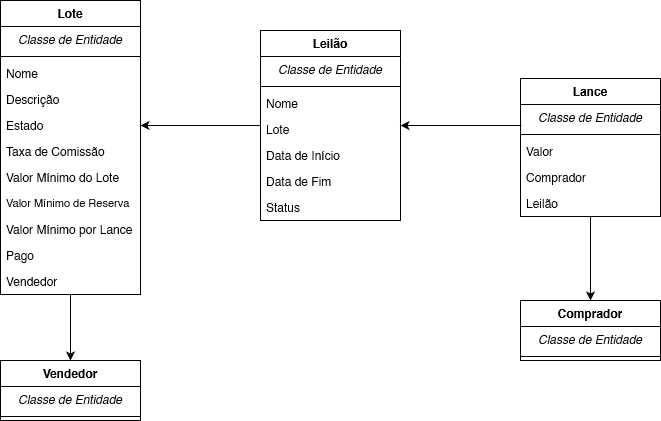 Lote
Classe de Entidade
Nome
Descrição
Estado
Taxa de Comissão
Valor Mínimo do Lote
Valor Mínimo de Reserva
Valor Mínimo por Lance
Pago
Vendedor
Leilão
Classe de Entidade
Nome
Lote
Data de Início
Data de Fim
Status
Lance
Classe de Entidade
Valor
Comprador
Leilão
Vendedor
Classe de Entidade
Comprador
Classe de Entidade